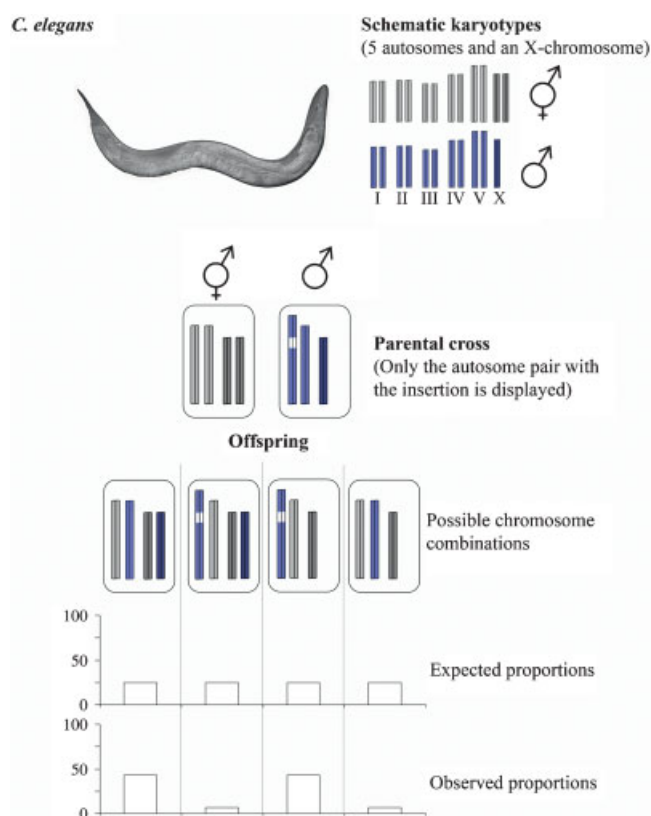 C. elegans
Schematic karyotypes
(5 autosomes and an X-chromosome)
I II III IV V X
Parental cross
(Only the autosome pair with
the insertion is displayed)
Offspring
Possible chromosome
combinations
100
50
0
Expected proportions
100
50
0
Observed proportions